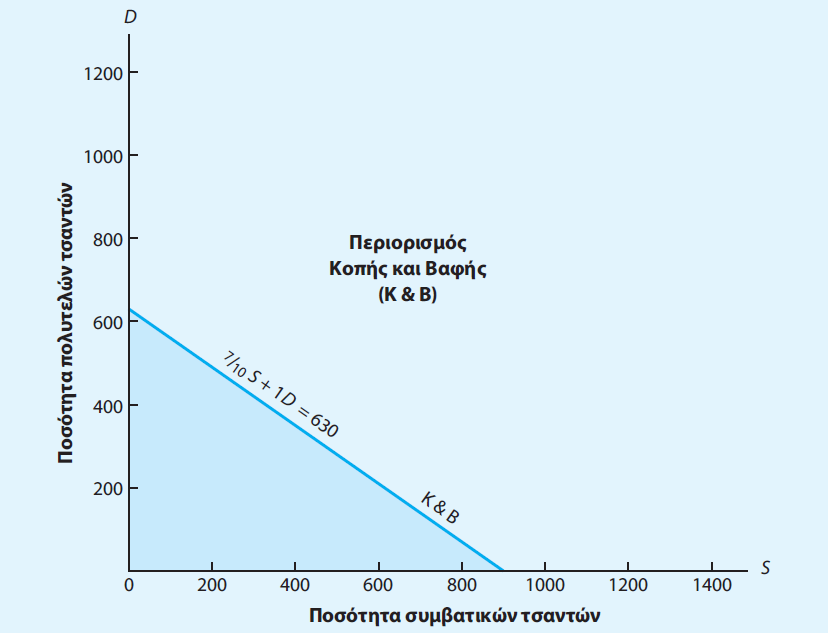 D
1200
1000
800
600
400
200
Ποσότητα πολυτελών τσαντών
Περιορισμός
Κοπής και Βαφής
(Κ & Β)
7/10 S + 1D = 630
Κ & Β
0 200 400 600 800 1000 1200 1400
S
Ποσότητα συμβατικών τσαντών